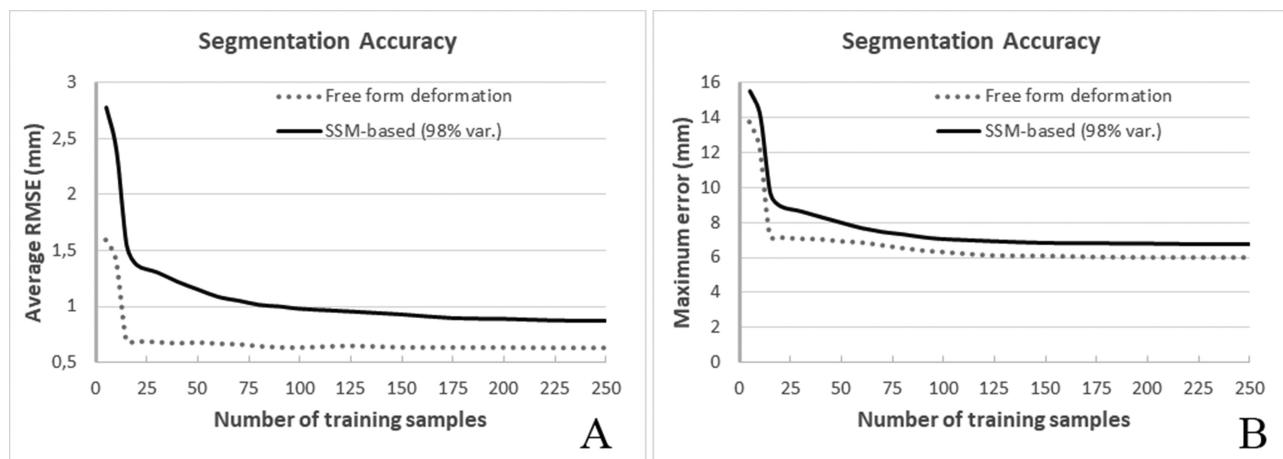 Segmentation Accuracy
3
2,5
2
1,5
1
0,5
Average RMSE (mm)
Free form deformation
SSM-based (98% var.)
0 25 50 75 100 125 150 175 200 225 250
Number of training samples
A
Segmentation Accuracy
16
14
12
10
8
6
4
2
0
Maximum error (mm)
Free form deformation
SSM-based (98% var.)
0 25 50 75 100 125 150 175 200 225 250
Number of training samples
B